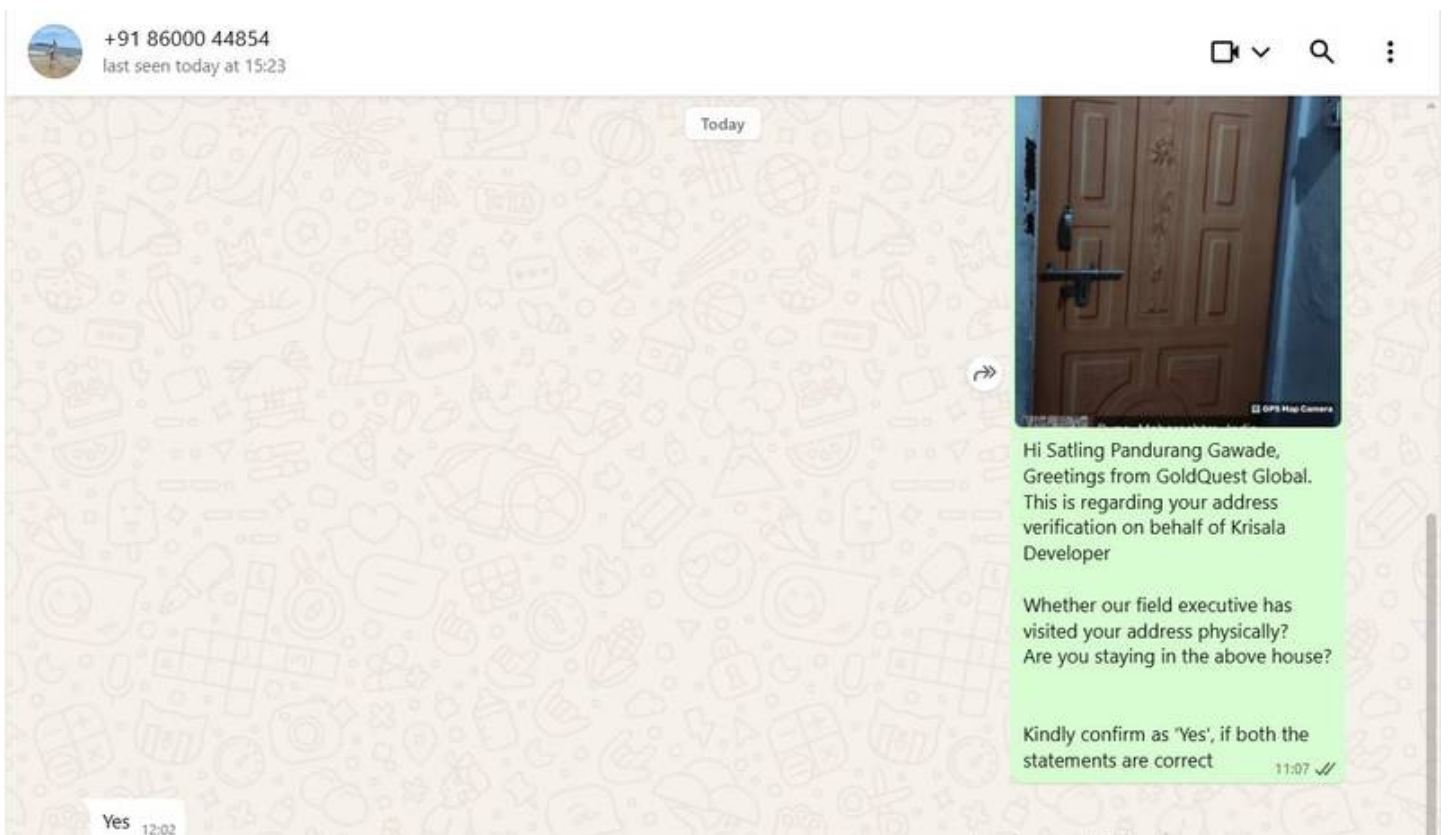 +91 86000 44854
last seen today at 15:23
Today
GPS Map Camera
Hi Satling Pandurang Gawade,
Greetings from GoldQuest Global.
This is regarding your address
verification on behalf of Krisala
Developer
Whether our field executive has
visited your address physically?
Are you staying in the above house?
Kindly confirm as 'Yes', if both the
statements are correct
11:07
Yes
12:02